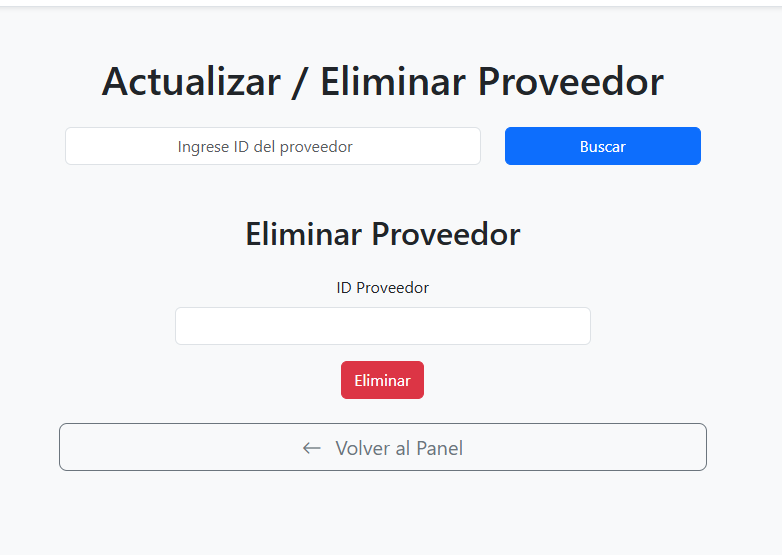 Actualizar / Eliminar Proveedor
Ingrese ID del proveedor
Buscar
Eliminar Proveedor
ID Proveedor
Eliminar
← Volver al Panel